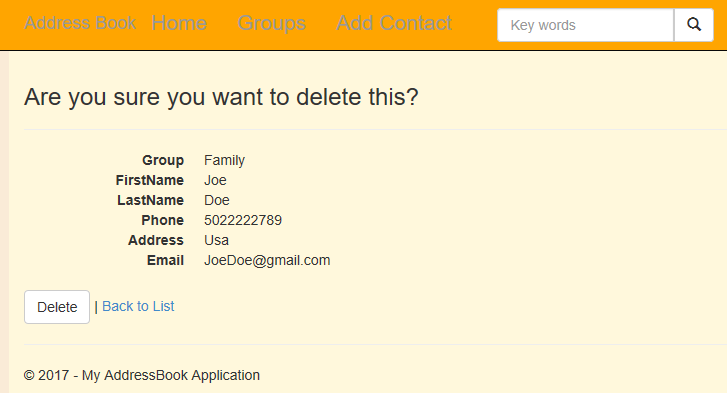 Address Book Home Groups Add Contact Key words
Are you sure you want to delete this?
Group Family
FirstName Joe
LastName Doe
Phone 5022222789
Address Usa
Email JoeDoe@gmail.com
Delete | Back to List
© 2017 - My AddressBook Application